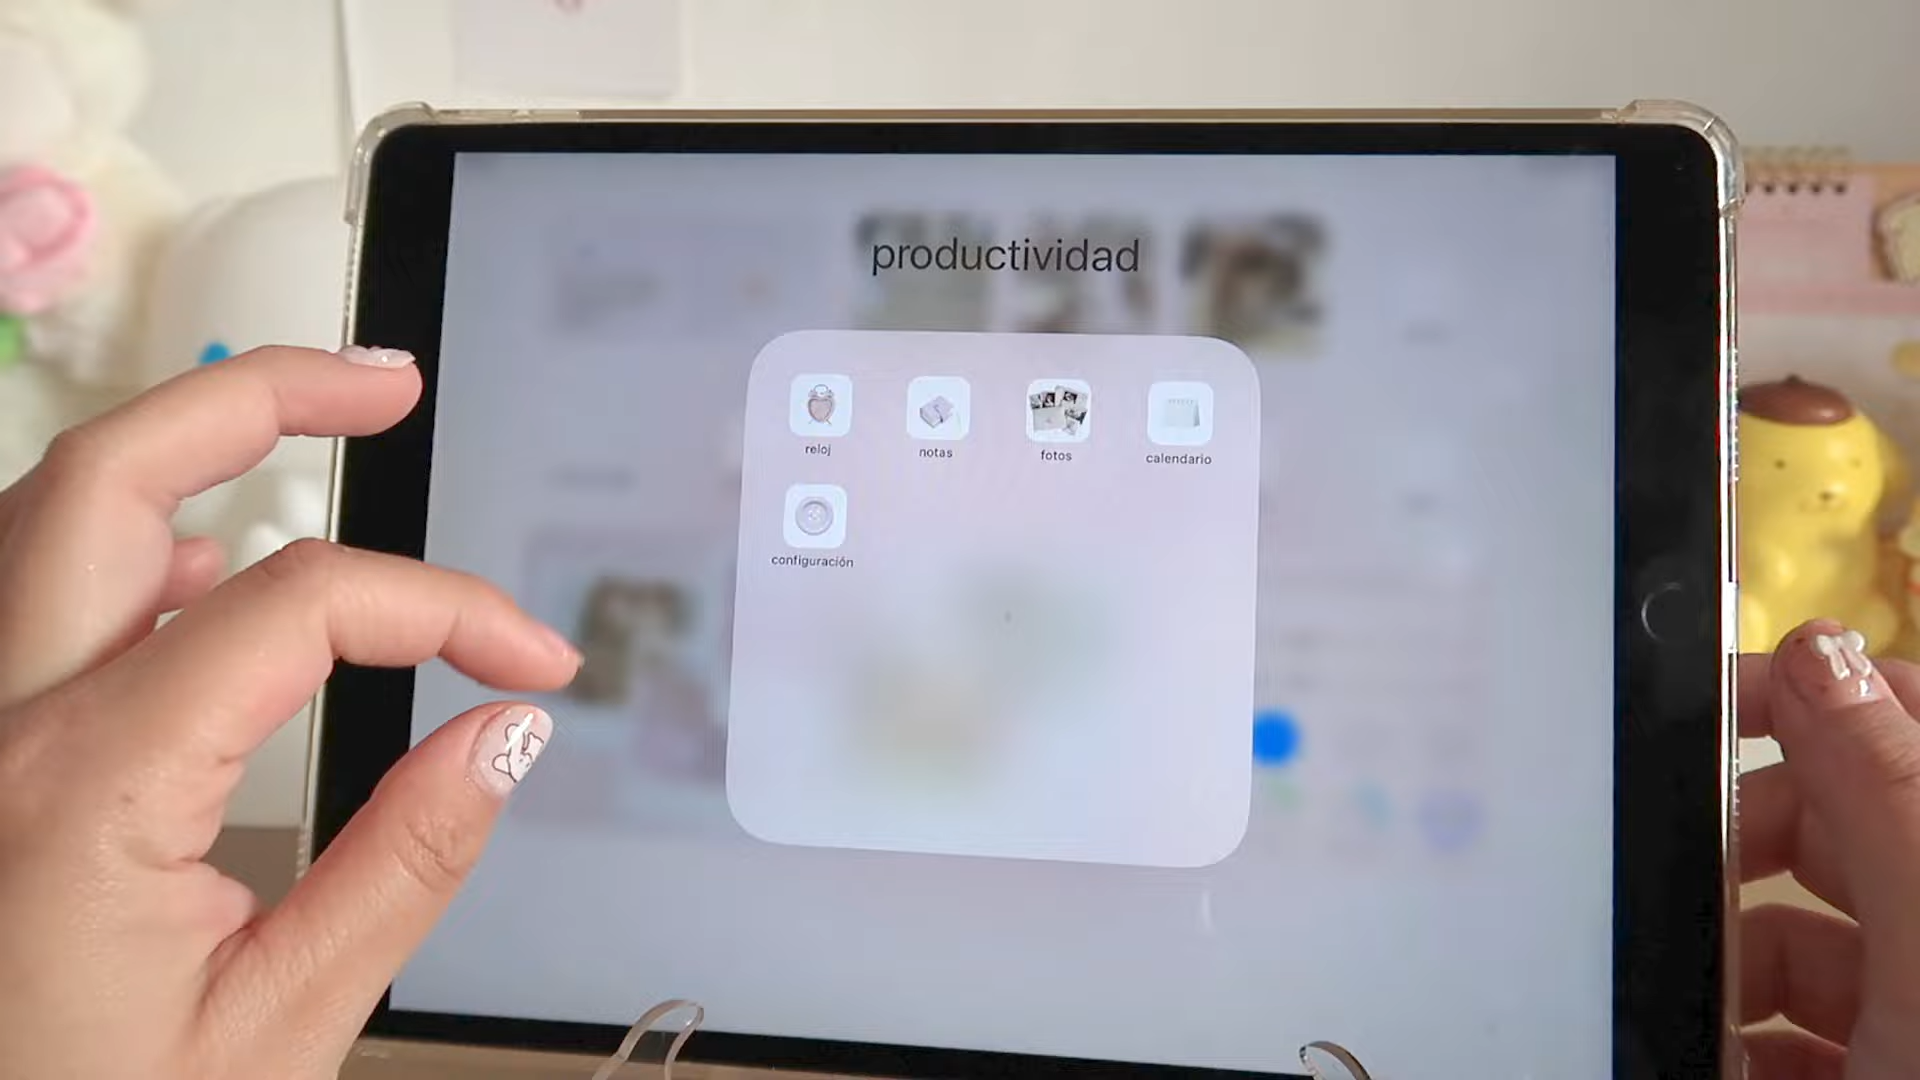 productividad
reloj
notas
fotos
calendario
configuración